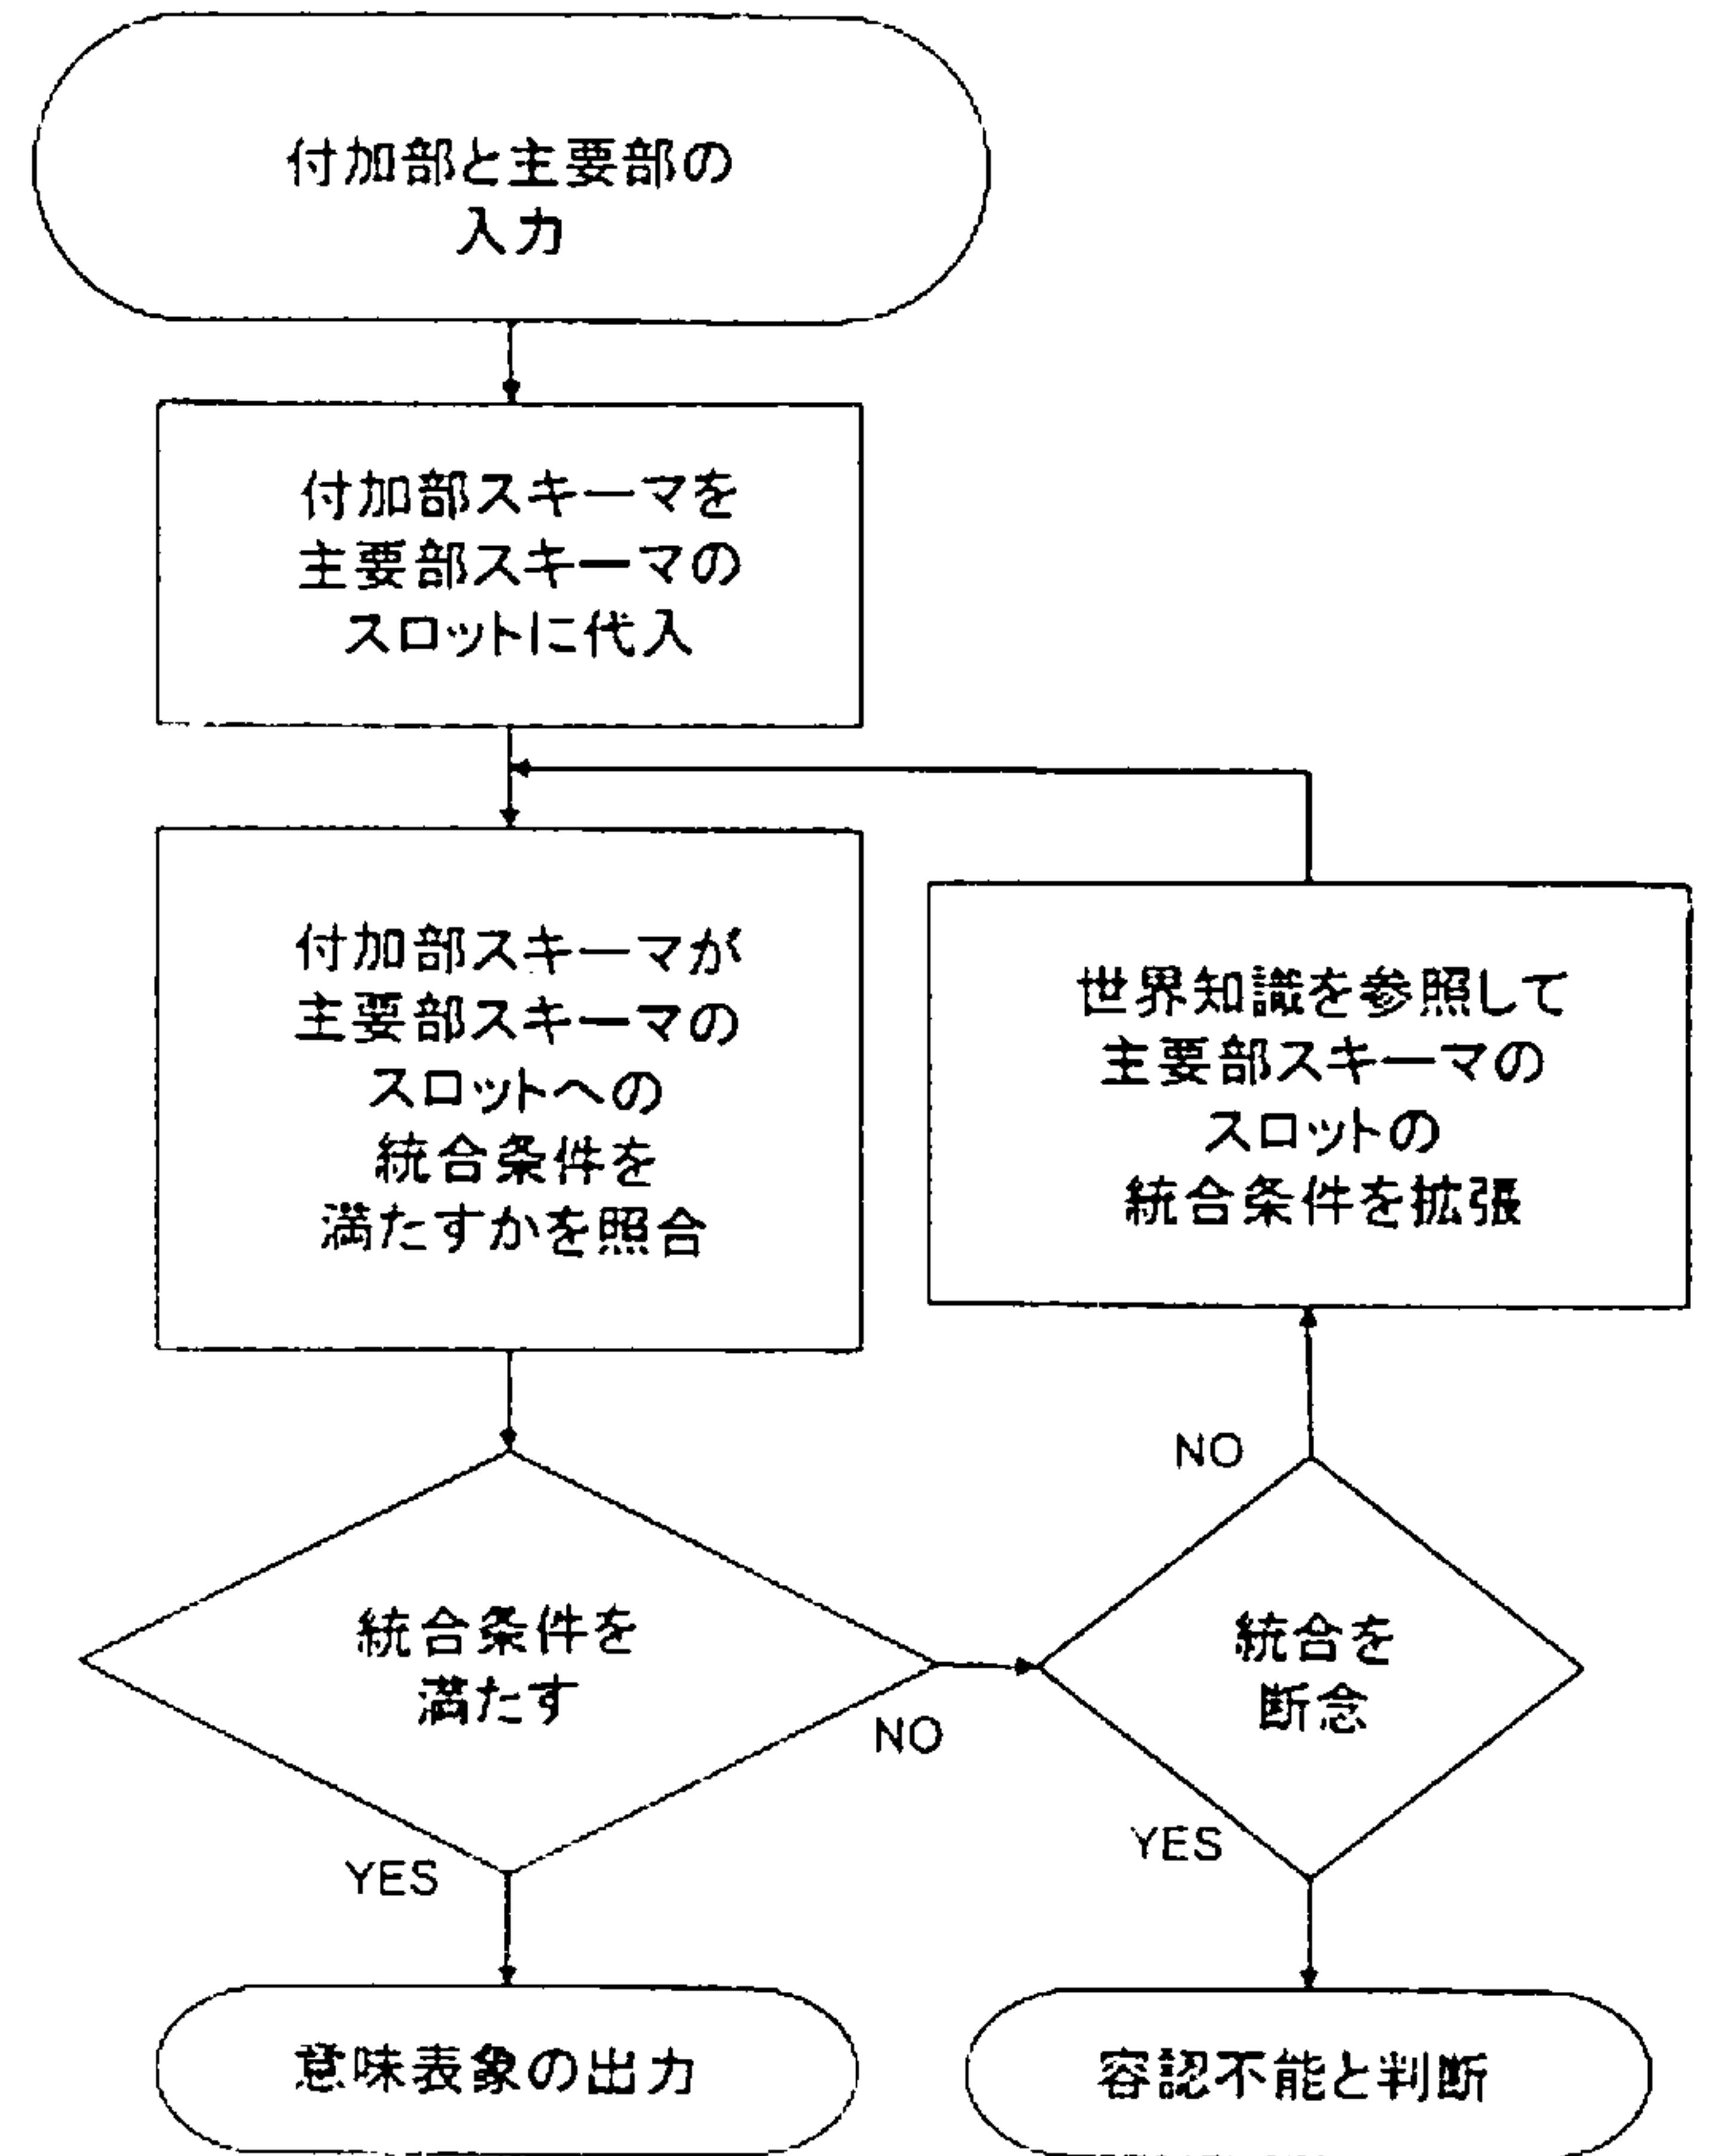 付加部と主要部の
入力
付加部スキーマを
主要部スキーマの
スロットに代入
付加部スキーマが
主要部スキーマの
スロットへの
統合条件を
満たすかを照合
世界知識を参照して
主要部スキーマの
スロットの
統合条件を拡張
統合条件を
満たす
NO
YES
統合を
断念
NO
YES
意味表象の出力
容認不能と判断